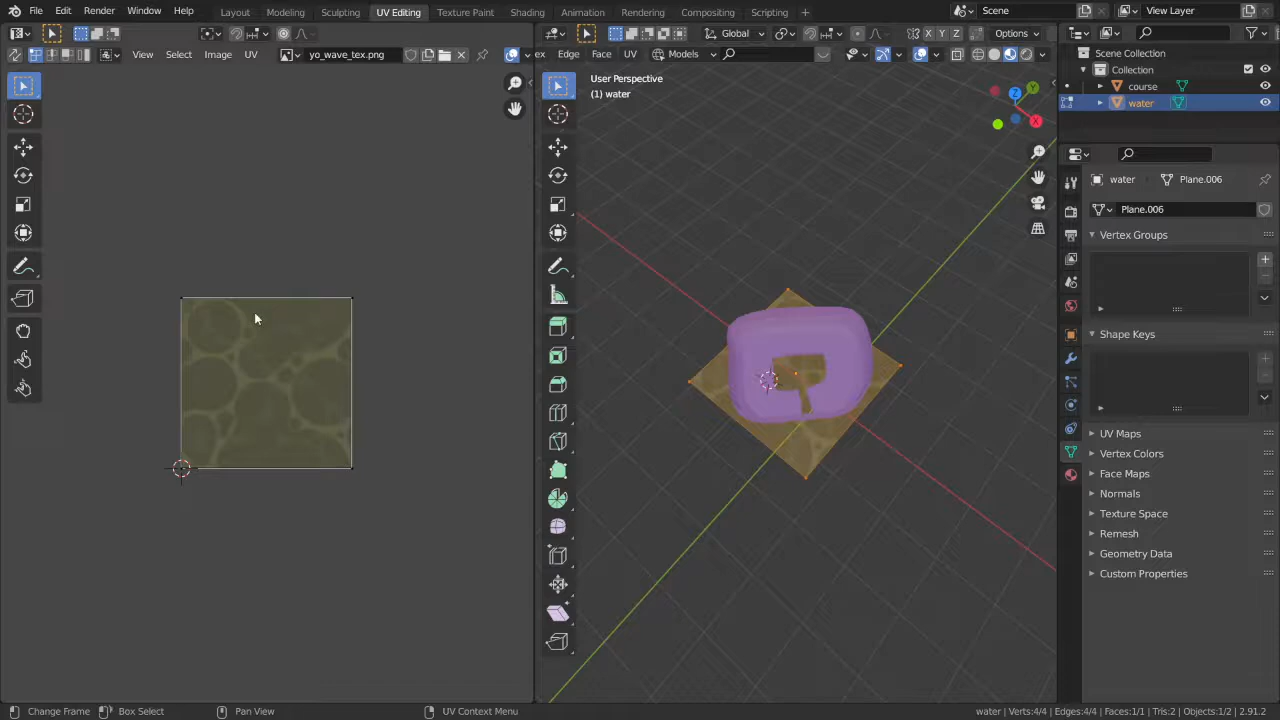 File Edit Render Window Help Layout Modeling Sculpting UV Editing Texture Paint Shading Animation Rendering Compositing Scripting + Scene View Layer
Global X Y Z Options
View Select Image UV yo_wave_tex.png ex Edge Face UV Models
Scene Collection
Collection
course
water
User Perspective
(1) water
Z Y X
water Plane.006
Plane.006
Vertex Groups
Shape Keys
UV Maps
Vertex Colors
Face Maps
Normals
Texture Space
Remesh
Geometry Data
Custom Properties
Change Frame Box Select Pan View UV Context Menu water | Verts:4/4 | Edges:4/4 | Faces:1/1 | Tris:2 | Objects:1/2 | 2.91.2